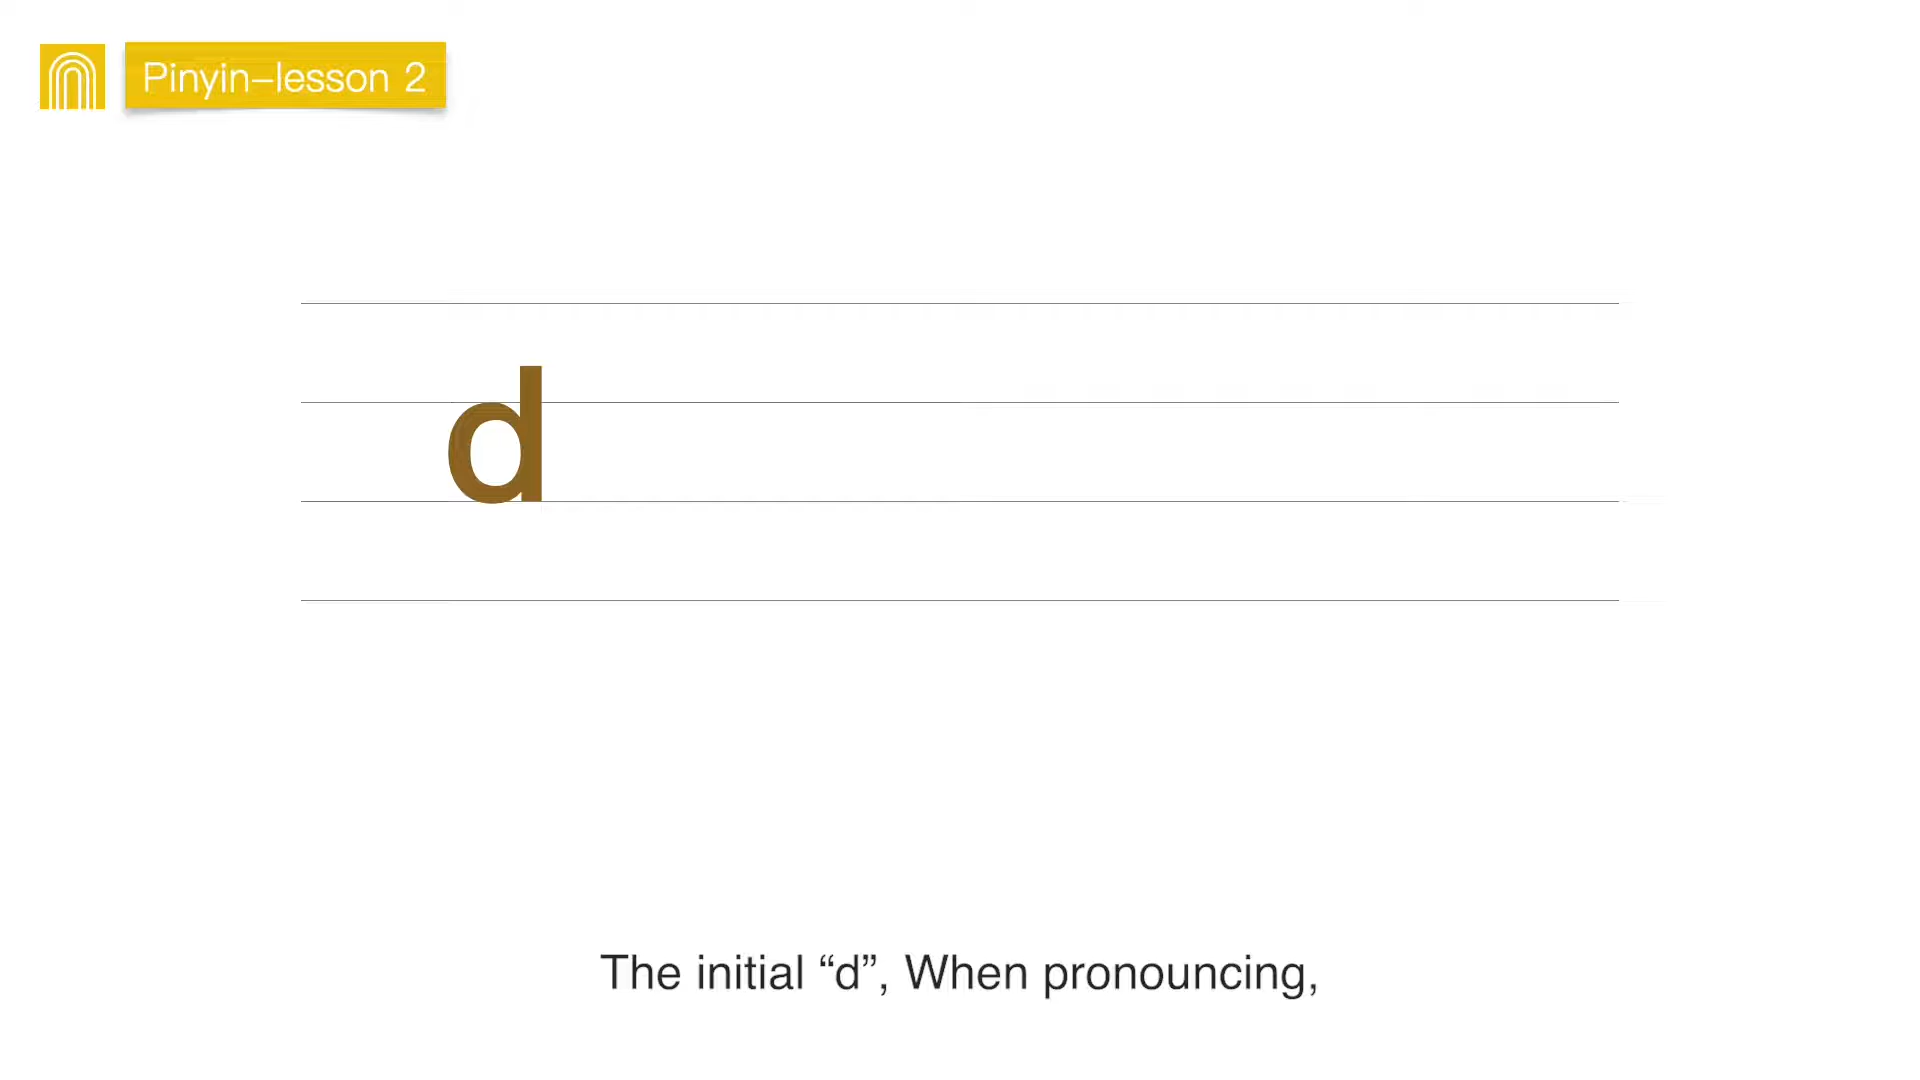 Pinyin–lesson 2
d
The initial “d”, When pronouncing,